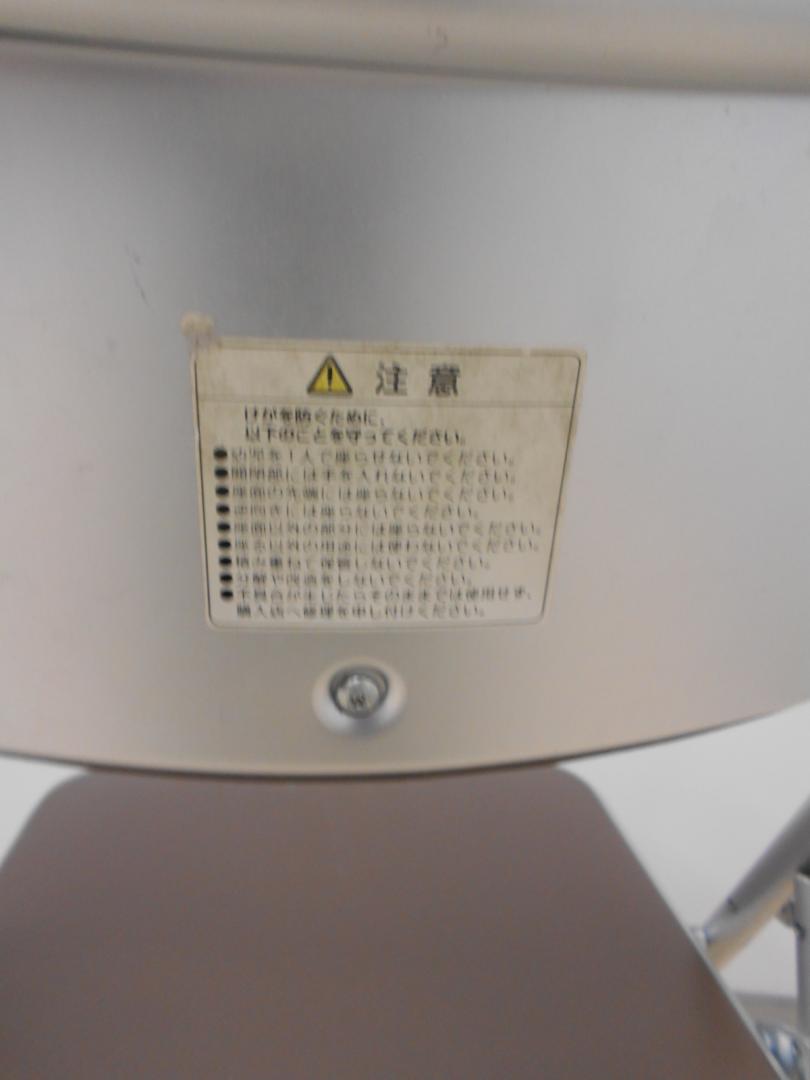 注意
けがを防ぐために、
以下のことを守ってください。
●幼児を1人で座らせないでください。
●開閉部には手を入れないでください。
●座面の先端には座らないでください。
●逆向きには座らないでください。
●座面以外の部分には座らないでください。
●座る以外の用途には使わないでください。
●積み重ねて保管しないでください。
●分解や改造をしないでください。
●不具合が生じたらそのままでは使用せず、
購入店へ修理を申し付けください。